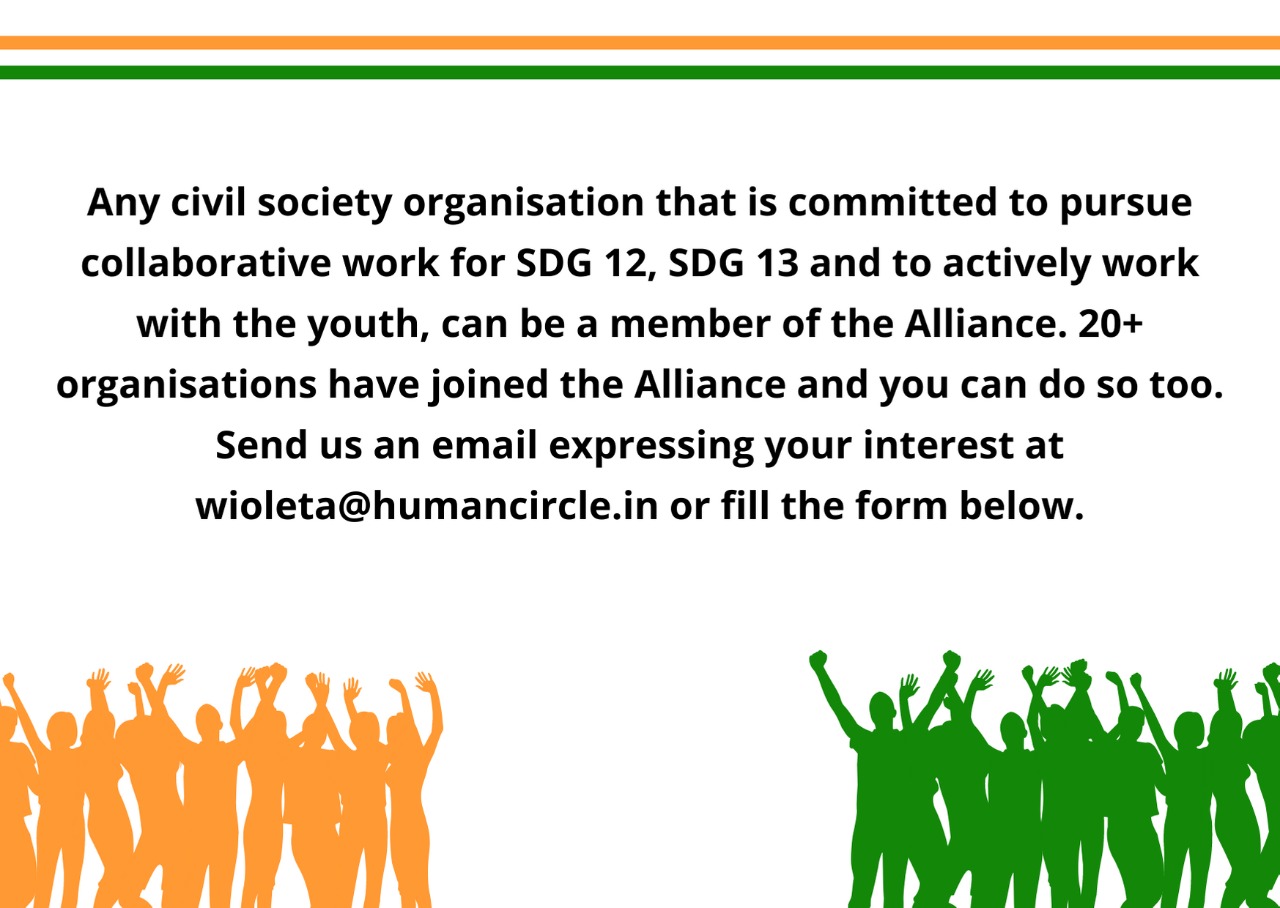 Any civil society organisation that is committed to pursue
collaborative work for SDG 12, SDG 13 and to actively work
with the youth, can be a member of the Alliance. 20+
organisations have joined the Alliance and you can do so too.
Send us an email expressing your interest at
wioleta@humancircle.in or fill the form below.